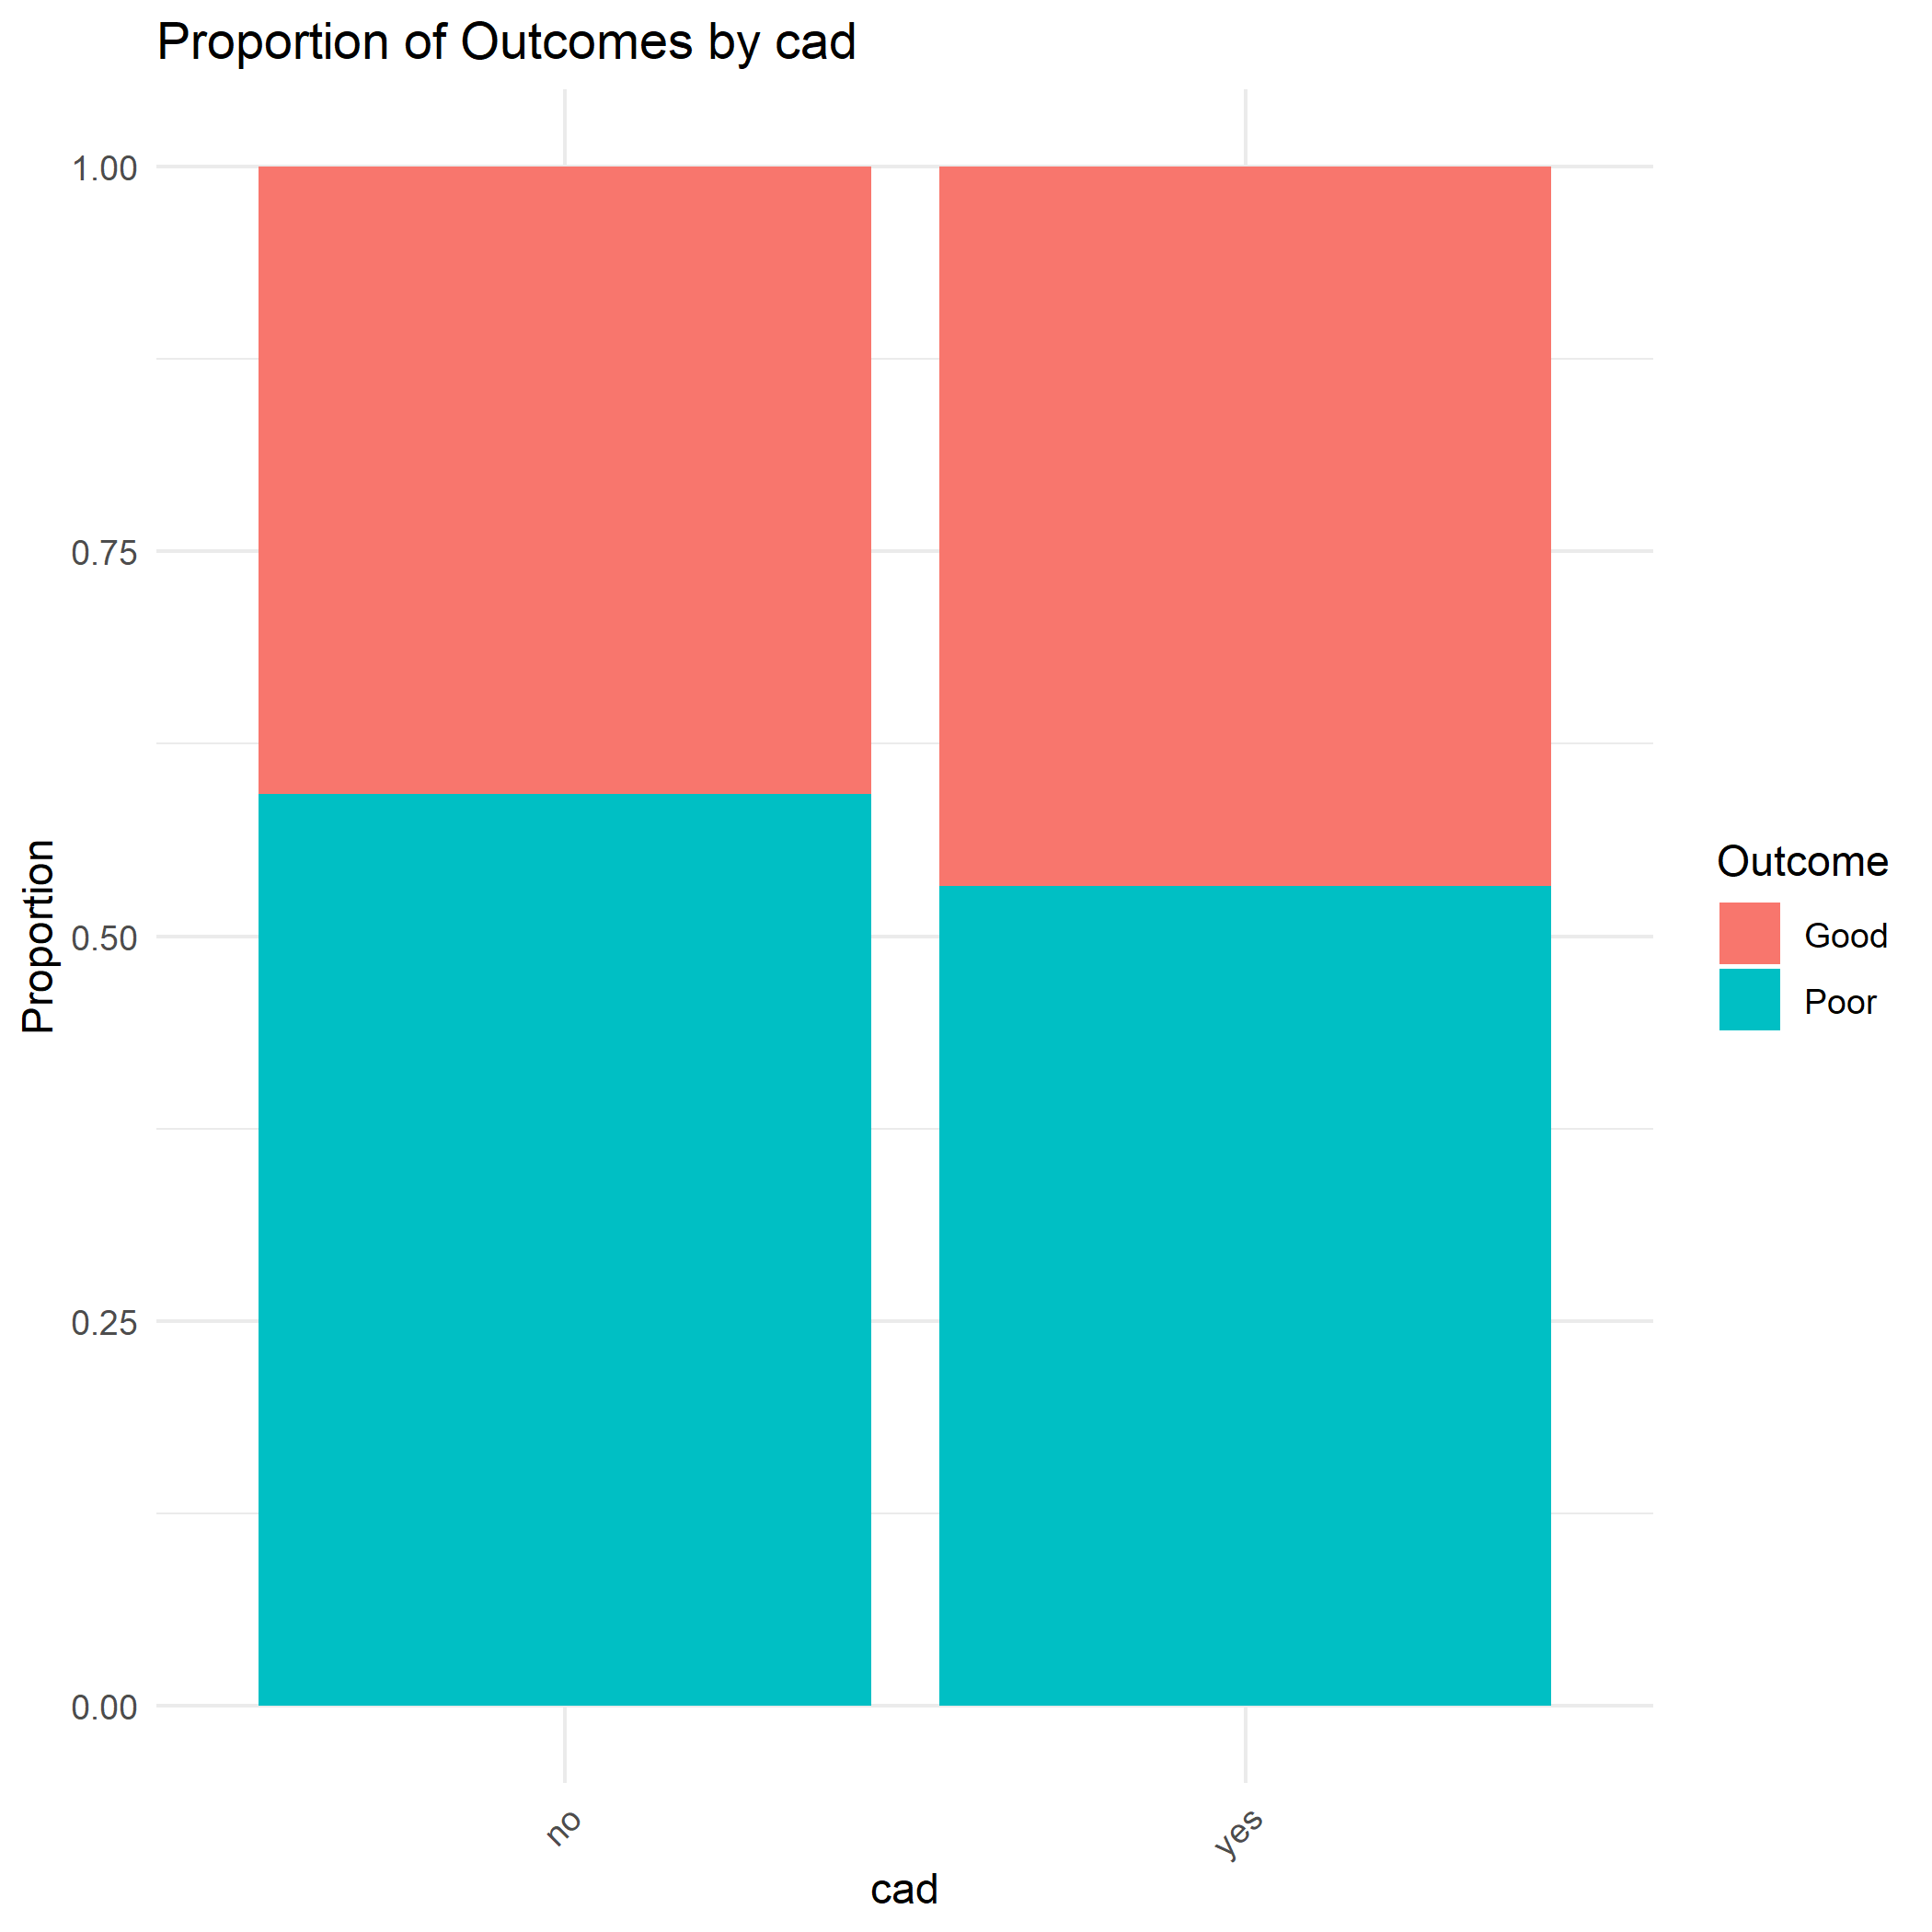 Proportion of Outcomes by cad
1.00
0.75
0.50
0.25
0.00
Proportion
no
yes
cad
Outcome
Good
Poor